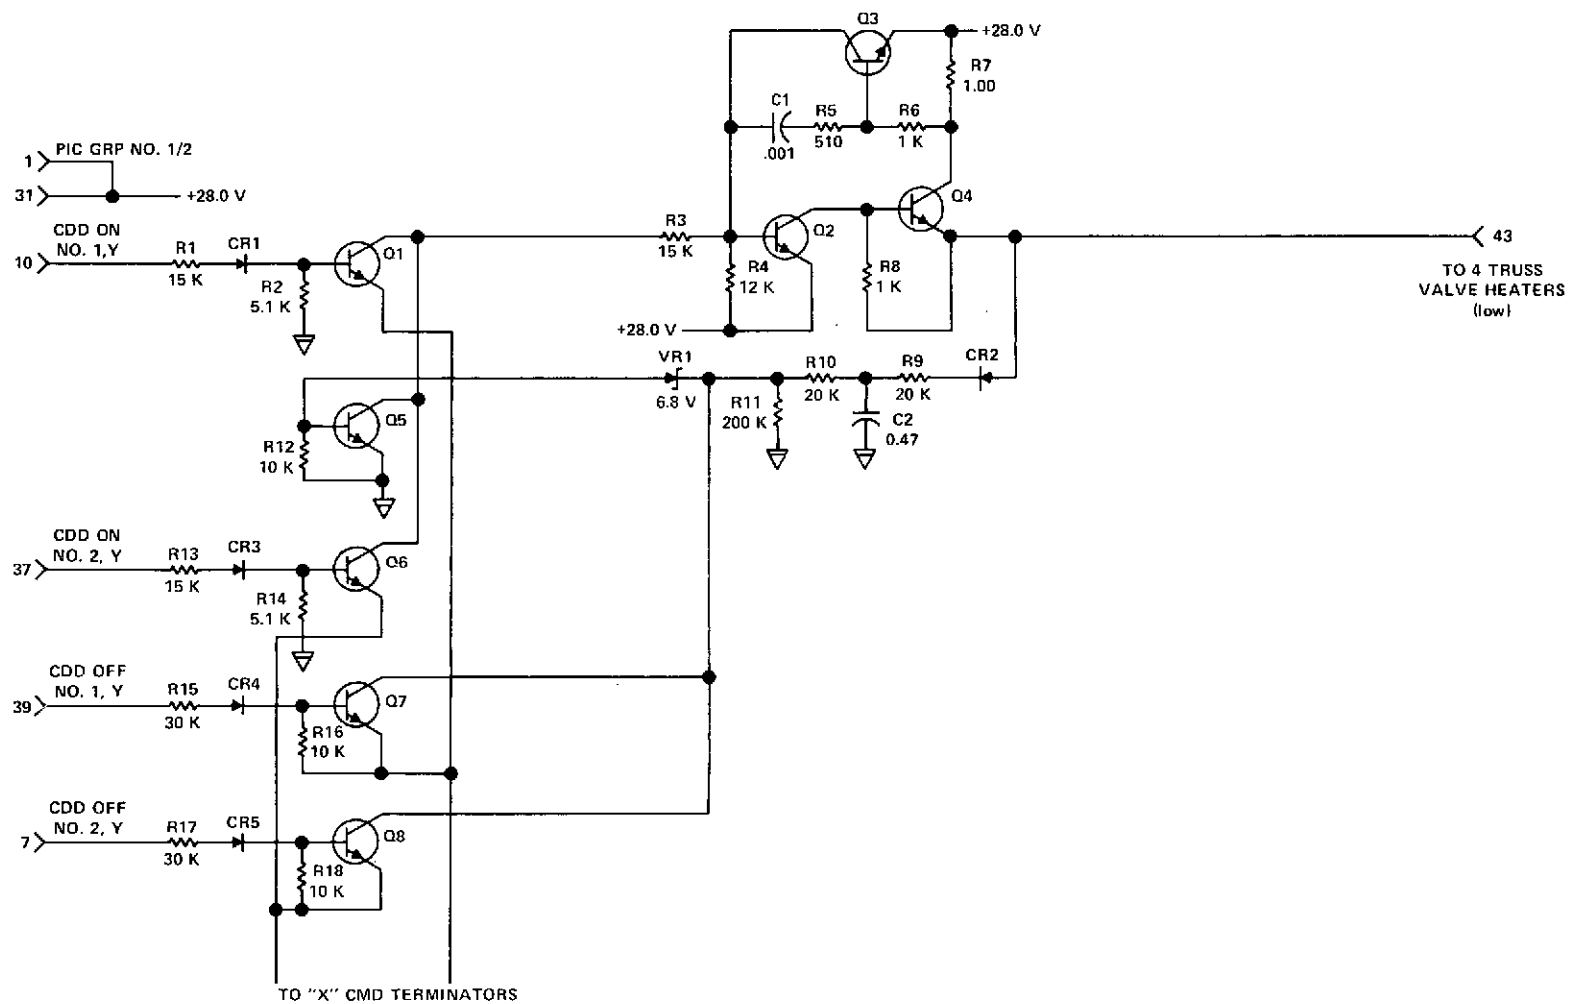 Q3
+28.0 V
R7
1.00
C1
R5
R6
.001
510
1 K
PIC GRP NO. 1/2
1
31
+28.0 V
Q4
CDD ON
NO. 1,Y
R1
CR1
Q1
R3
Q2
43
10
15 K
15 K
R2
5.1 K
R4
12 K
R8
1 K
TO 4 TRUSS
VALVE HEATERS
(low)
+28.0 V
VR1
R10
R9
CR2
6.8 V
20 K
20 K
R11
200 K
C2
0.47
Q5
R12
10 K
CDD ON
NO. 2, Y
R13
CR3
Q6
37
15 K
R14
5.1 K
CDD OFF
NO. 1, Y
R15
CR4
Q7
39
30 K
R16
10 K
CDD OFF
NO. 2, Y
R17
CR5
Q8
7
30 K
R18
10 K
TO "X" CMD TERMINATORS